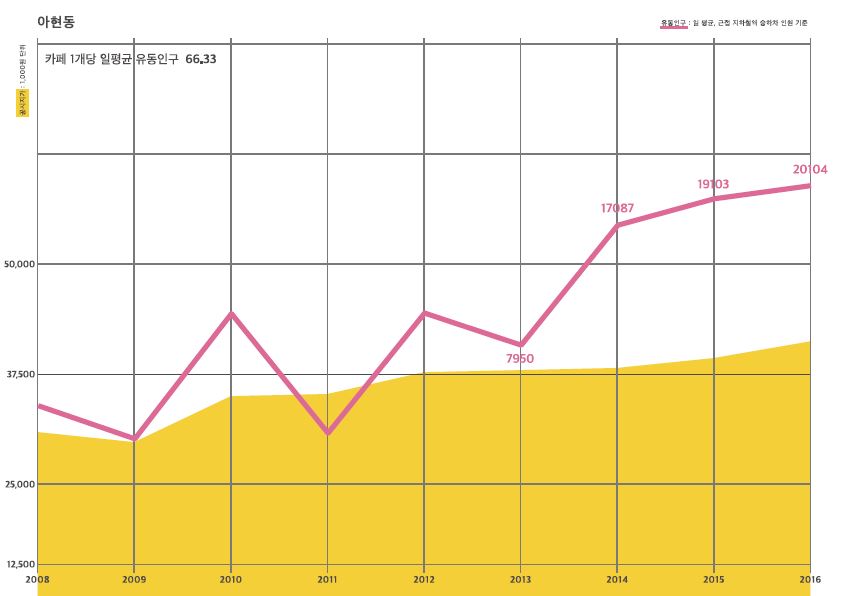 아현동
유동인구 : 일 평균, 근접 지하철의 승하차 인원 기준
공시지가 : 1,000원 단위
카페 1개당 일평균 유동인구 66.33
20104
19103
17087
50,000
7950
37,500
25,000
12,500
2008 2009 2010 2011 2012 2013 2014 2015 2016